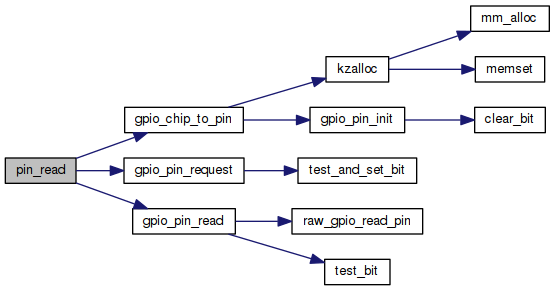 mm_alloc
kzalloc
memset
gpio_chip_to_pin
gpio_pin_init
clear_bit
pin_read
gpio_pin_request
test_and_set_bit
gpio_pin_read
raw_gpio_read_pin
test_bit